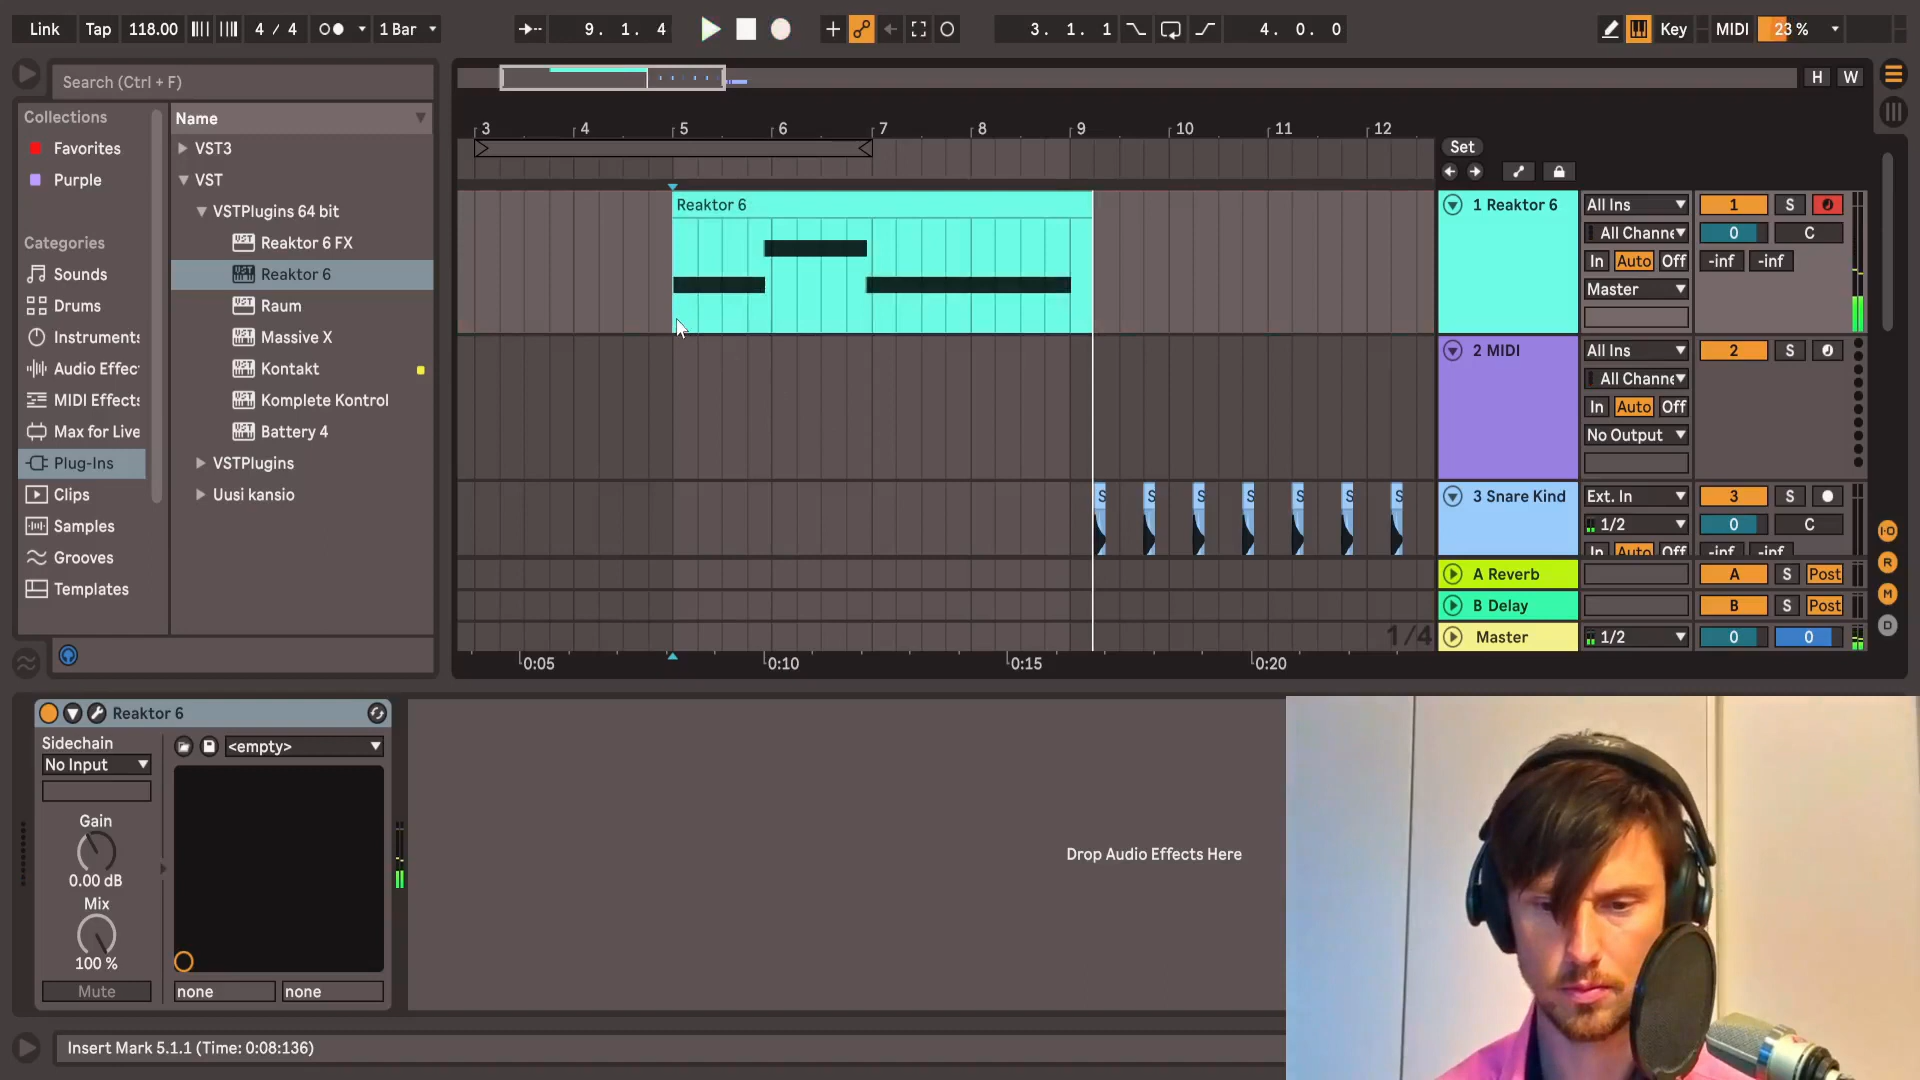 Link Tap 118.00 4 / 4 1 Bar 9. 1. 4 3. 1. 1 4. 0. 0 Key MIDI 23 %
Search (Ctrl + F)
H W
Collections
Favorites
Purple
Categories
Sounds
Drums
Instruments
Audio Effec
MIDI Effects
Max for Live
Plug-Ins
Clips
Samples
Grooves
Templates
Name
VST3
VST
VSTPlugins 64 bit
Reaktor 6 FX
Reaktor 6
Raum
Massive X
Kontakt
Komplete Kontrol
Battery 4
VSTPlugins
Uusi kansio
3 4 5 6 7 8 9 10 11 12
Set
Reaktor 6
S S S S S S S
1/4
0:05 0:10 0:15 0:20
1 Reaktor 6 All Ins 1 S
All Channe 0 C
In Auto Off -inf -inf
Master
2 MIDI All Ins 2 S
All Channe
In Auto Off
No Output
3 Snare Kind Ext. In 3 S
1/2 0 C
In Auto Off -inf -inf
A Reverb A S Post
B Delay B S Post
Master 1/2 0 0
I·O
R
M
D
Reaktor 6
Sidechain
No Input
<empty>
Gain
0.00 dB
Mix
100 %
Mute none none
Drop Audio Effects Here
Insert Mark 5.1.1 (Time: 0:08:136)